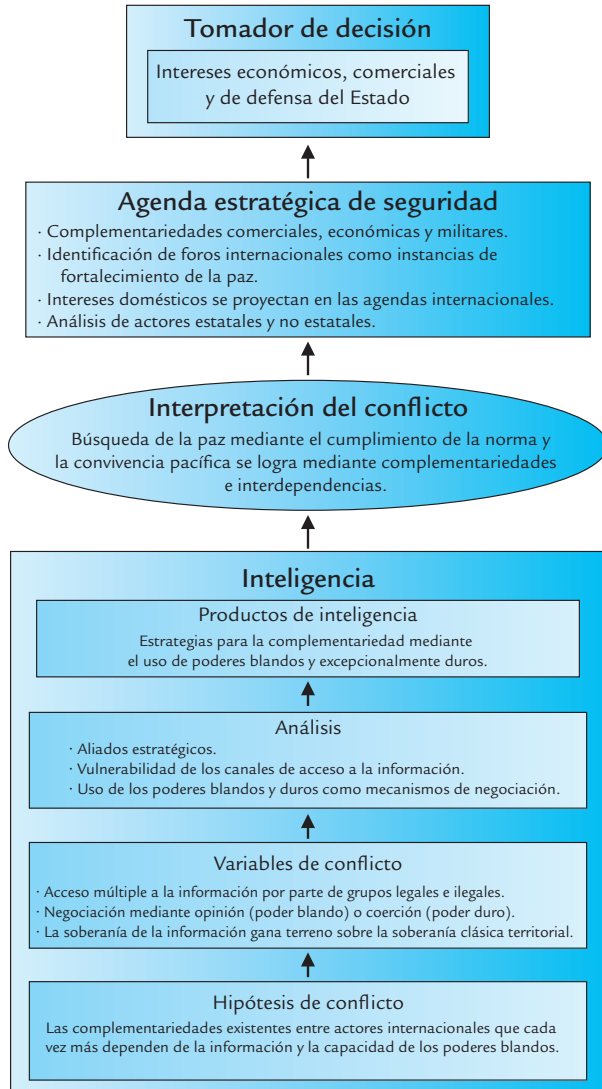 Tomador de decisión
Intereses económicos, comerciales
y de defensa del Estado
Agenda estratégica de seguridad
· Complementariedades comerciales, económicas y militares.
· Identificación de foros internacionales como instancias de
fortalecimiento de la paz.
· Intereses domésticos se proyectan en las agendas internacionales.
· Análisis de actores estatales y no estatales.
Interpretación del conflicto
Búsqueda de la paz mediante el cumplimiento de la norma y
la convivencia pacífica se logra mediante complementariedades
e interdependencias.
Inteligencia
Productos de inteligencia
Estrategias para la complementariedad mediante
el uso de poderes blandos y excepcionalmente duros.
Análisis
· Aliados estratégicos.
· Vulnerabilidad de los canales de acceso a la información.
· Uso de los poderes blandos y duros como mecanismos de negociación.
Variables de conflicto
· Acceso múltiple a la información por parte de grupos legales e ilegales.
· Negociación mediante opinión (poder blando) o coerción (poder duro).
· La soberanía de la información gana terreno sobre la soberanía clásica territorial.
Hipótesis de conflicto
Las complementariedades existentes entre actores internacionales que cada
vez más dependen de la información y la capacidad de los poderes blandos.